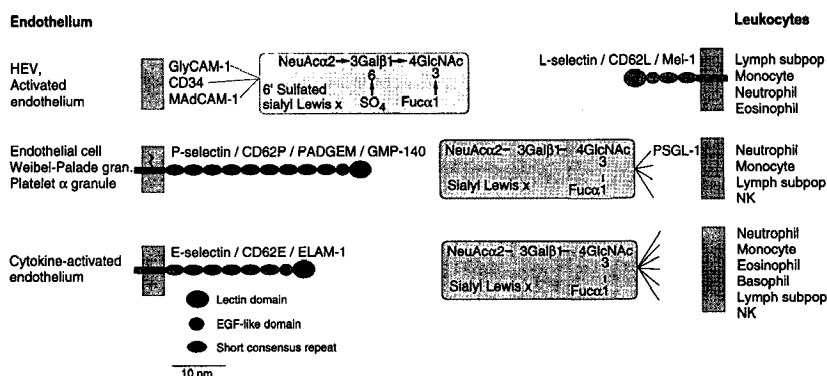 Endothelium
Leukocytes
HEV,
Activated
endothelium
GlyCAM-1
CD34
MAdCAM-1
NeuAcα2→3Galβ1→4GlcNAc
6 3
6' Sulfated
sialyl Lewis x
SO4 Fucα1
L-selectin / CD62L / Mel-1
Lymph subpop
Monocyte
Neutrophil
Eosinophil
Endothelial cell
Weibel-Palade gran.
Platelet α granule
P-selectin / CD62P / PADGEM / GMP-140
NeuAcα2– 3Galβ1– 4GlcNAc
3
Sialyl Lewis x
Fucα1
PSGL-1
Neutrophil
Monocyte
Lymph subpop
NK
Cytokine-activated
endothelium
E-selectin / CD62E / ELAM-1
NeuAcα2– 3Galβ1– 4GlcNAc
3
Sialyl Lewis x
Fucα1
Neutrophil
Monocyte
Eosinophil
Basophil
Lymph subpop
NK
Lectin domain
EGF-like domain
Short consensus repeat
10 nm